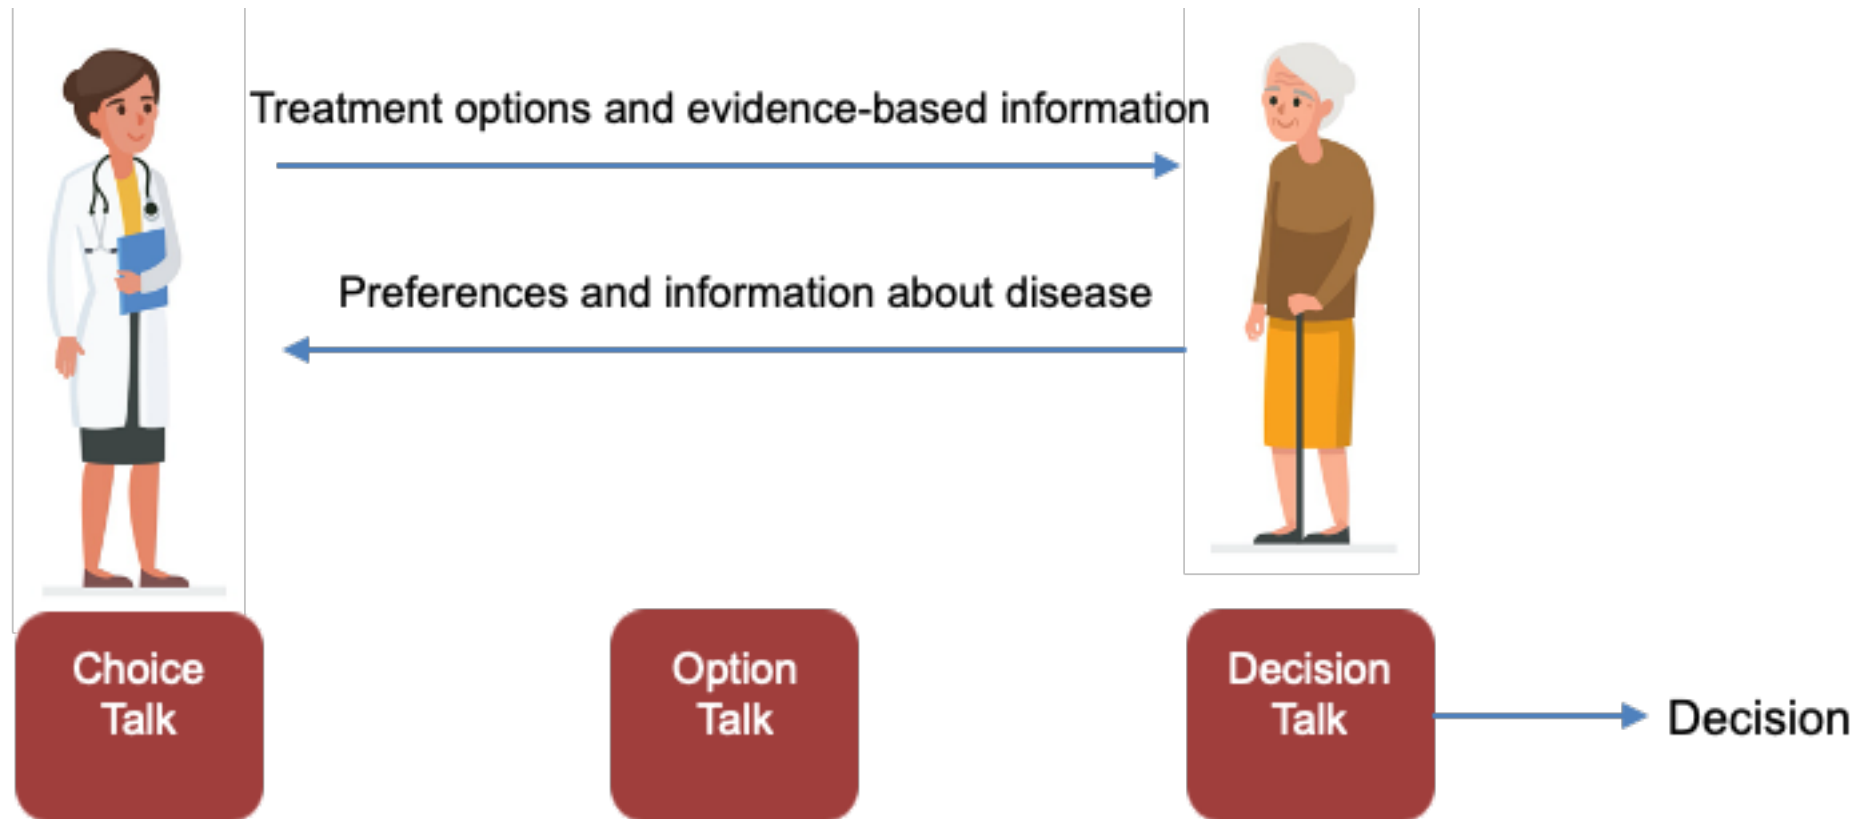 Treatment options and evidence-based information
Preferences and information about disease
Choice
Talk
Option
Talk
Decision
Talk
Decision